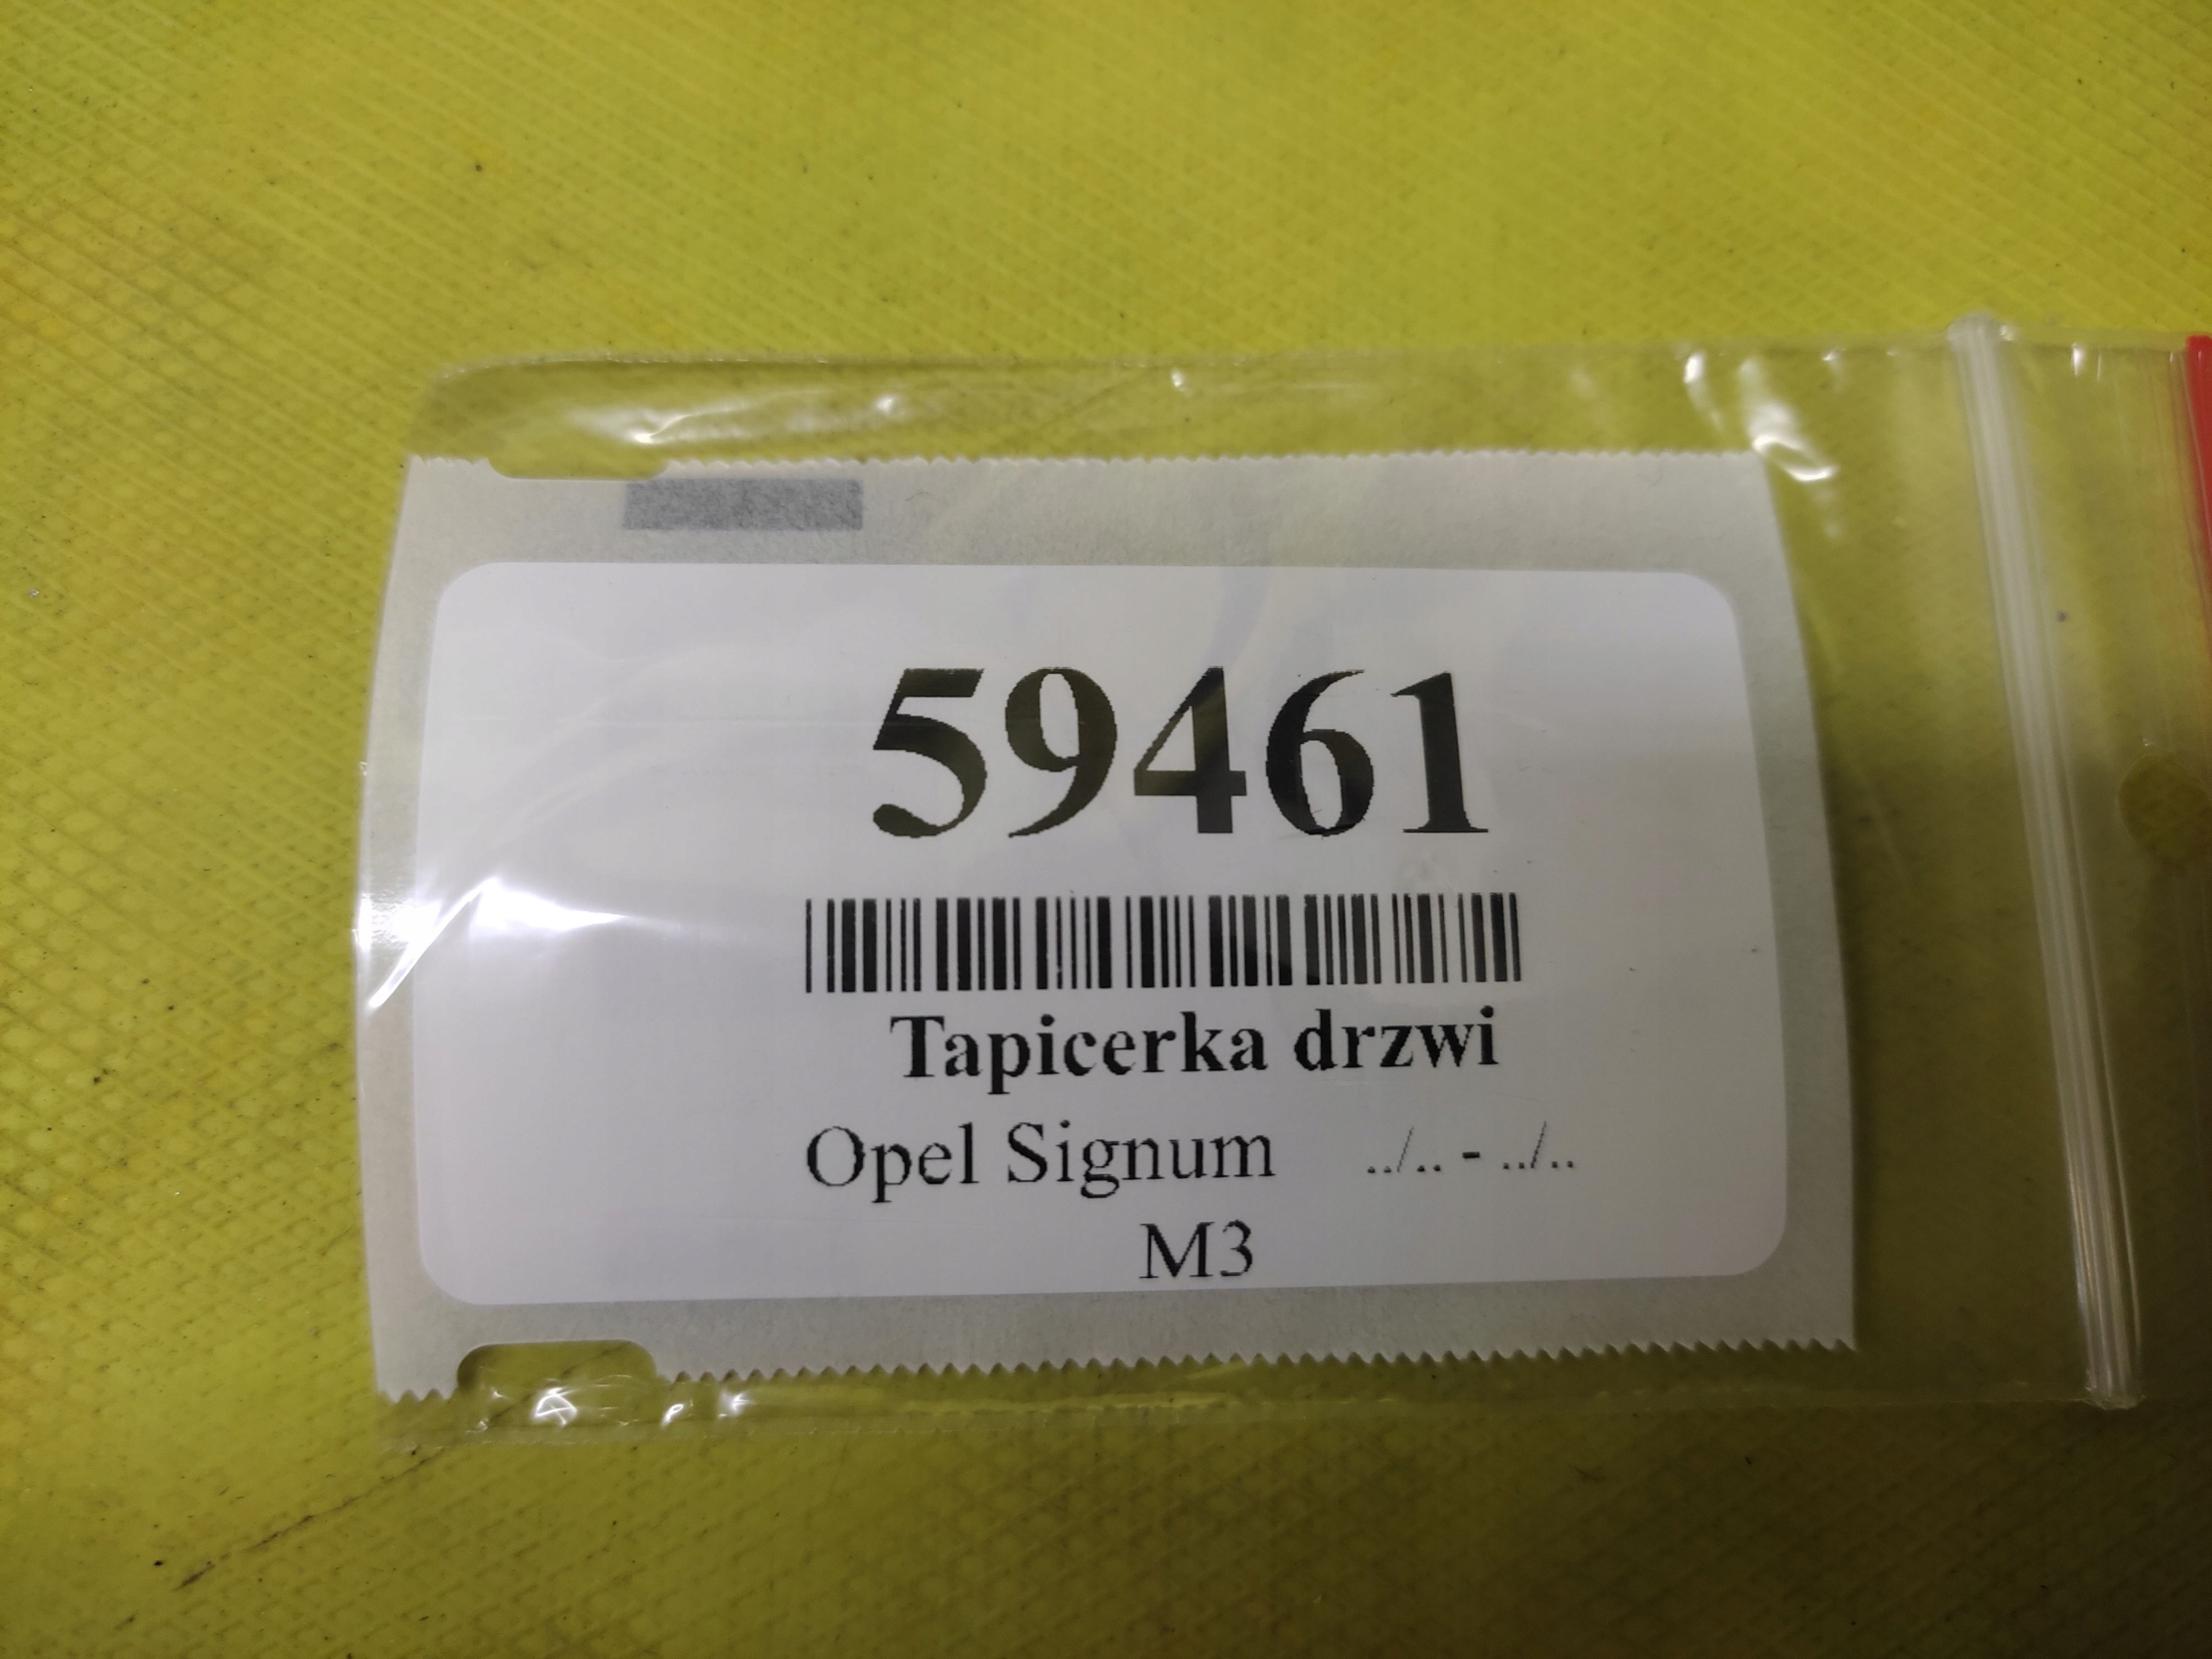 59461
Tapicerka drzwi
Opel Signum ../.. - ../..
M3